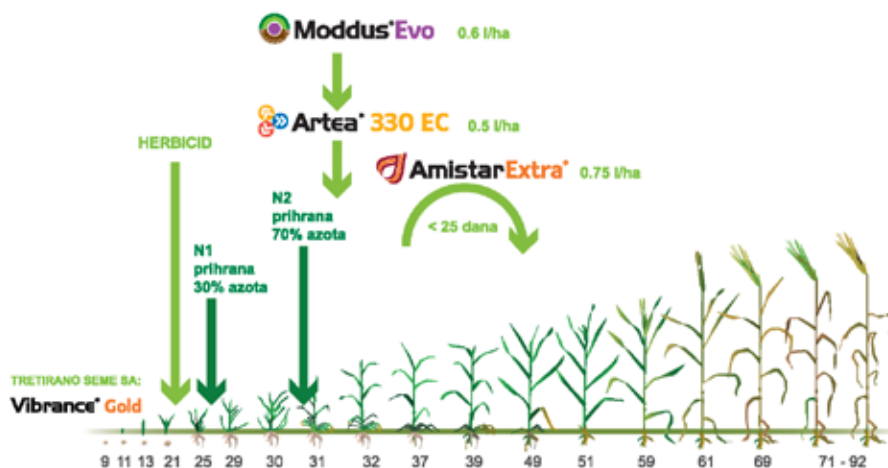 Moddus® Evo 0.6 l/ha
Artea® 330 EC 0.5 l/ha
HERBICID
AmistarExtra® 0.75 l/ha
N2
prihrana
70% azota
< 25 dana
N1
prihrana
30% azota
TRETIRANO SEME SA:
Vibrance® Gold
9 11 13 21 25 29 30 31 32 37 39 49 51 59 61 69 71 - 92